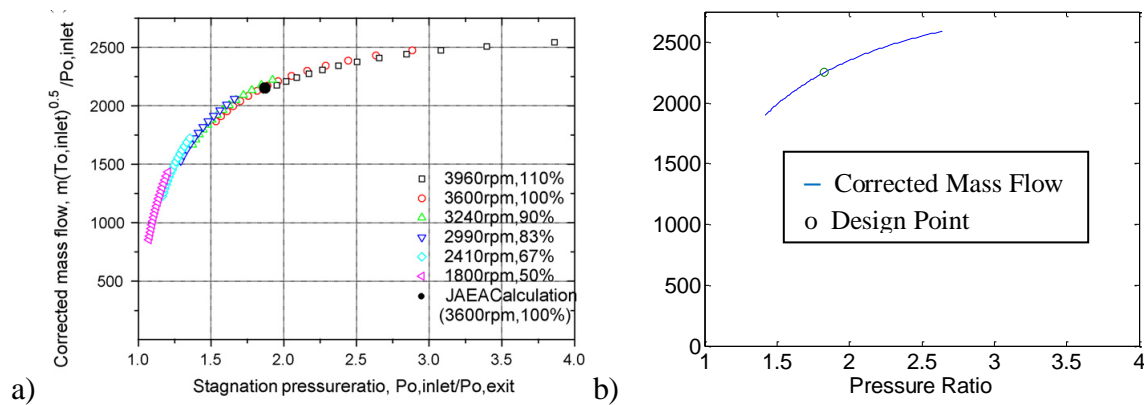 Corrected mass flow, m(To,inlet)^0.5 /Po,inlet
2500
2000
1500
1000
500
1.0 1.5 2.0 2.5 3.0 3.5 4.0
Stagnation pressureratio, Po,inlet/Po,exit
3960rpm,110%
3600rpm,100%
3240rpm,90%
2990rpm,83%
2410rpm,67%
1800rpm,50%
JAEACalculation
(3600rpm,100%)
a)
2500
2000
1500
1000
500
0
1 1.5 2 2.5 3 3.5 4
Pressure Ratio
Corrected Mass Flow
Design Point
b)